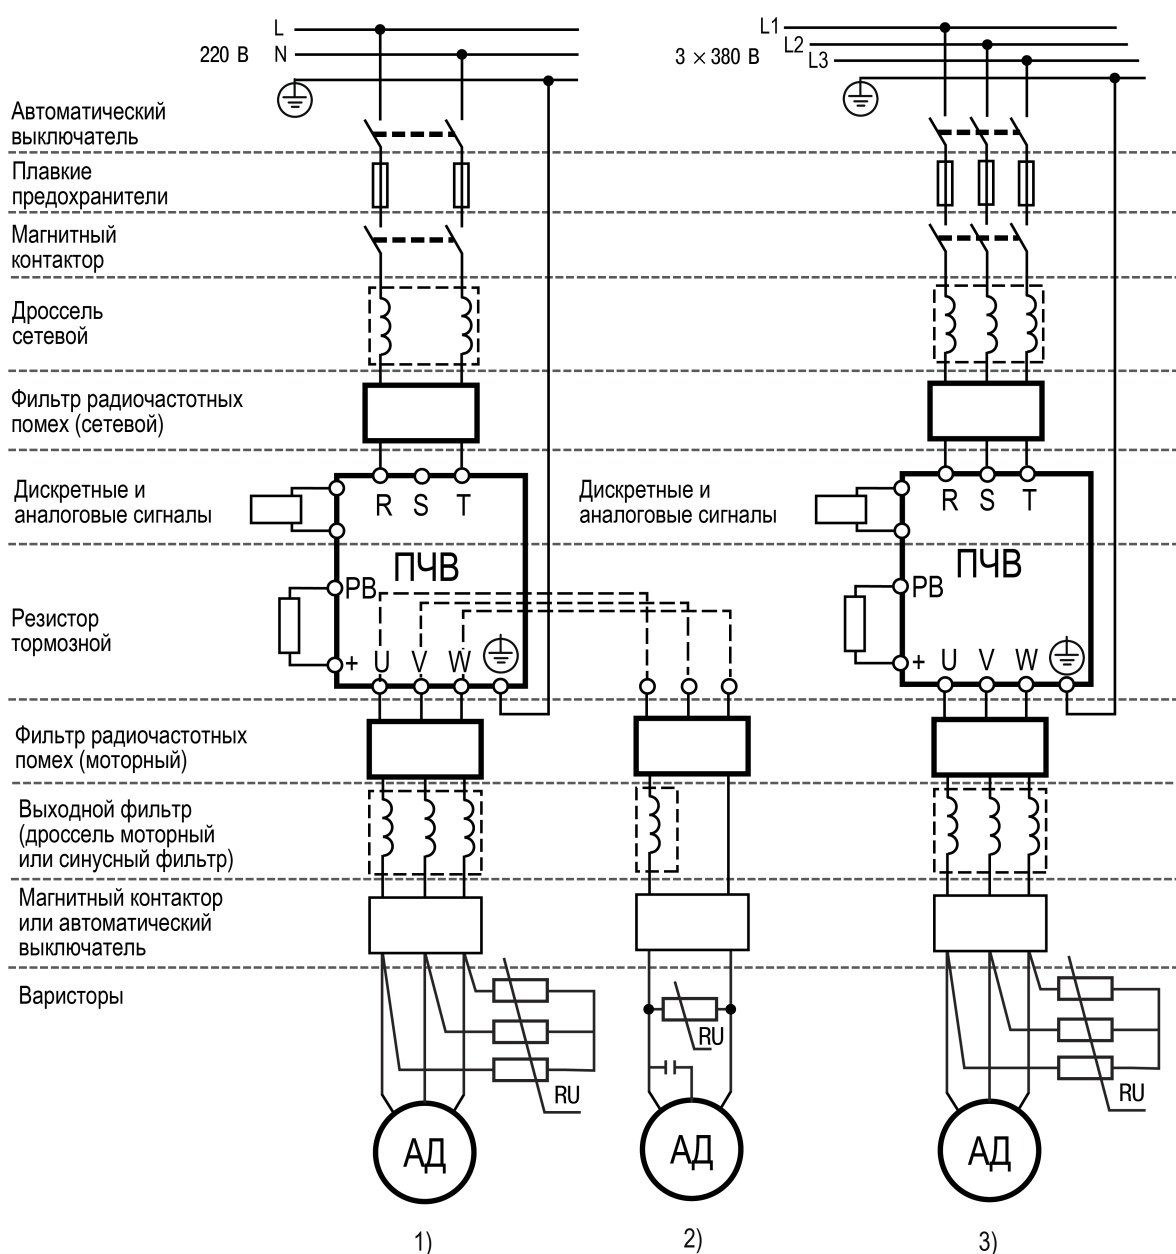 L
220 В
N
L1
L2
3 × 380 В
L3
Автоматический
выключатель
Плавкие
предохранители
Магнитный
контактор
Дроссель
сетевой
Фильтр радиочастотных
помех (сетевой)
Дискретные и
аналоговые сигналы
R S T
Дискретные и
аналоговые сигналы
R S T
ПЧВ
ПЧВ
PB
PB
Резистор
тормозной
+ U V W
+ U V W
Фильтр радиочастотных
помех (моторный)
Выходной фильтр
(дроссель моторный
или синусный фильтр)
Магнитный контактор
или автоматический
выключатель
Варисторы
RU
RU
RU
АД
АД
АД
1)
2)
3)